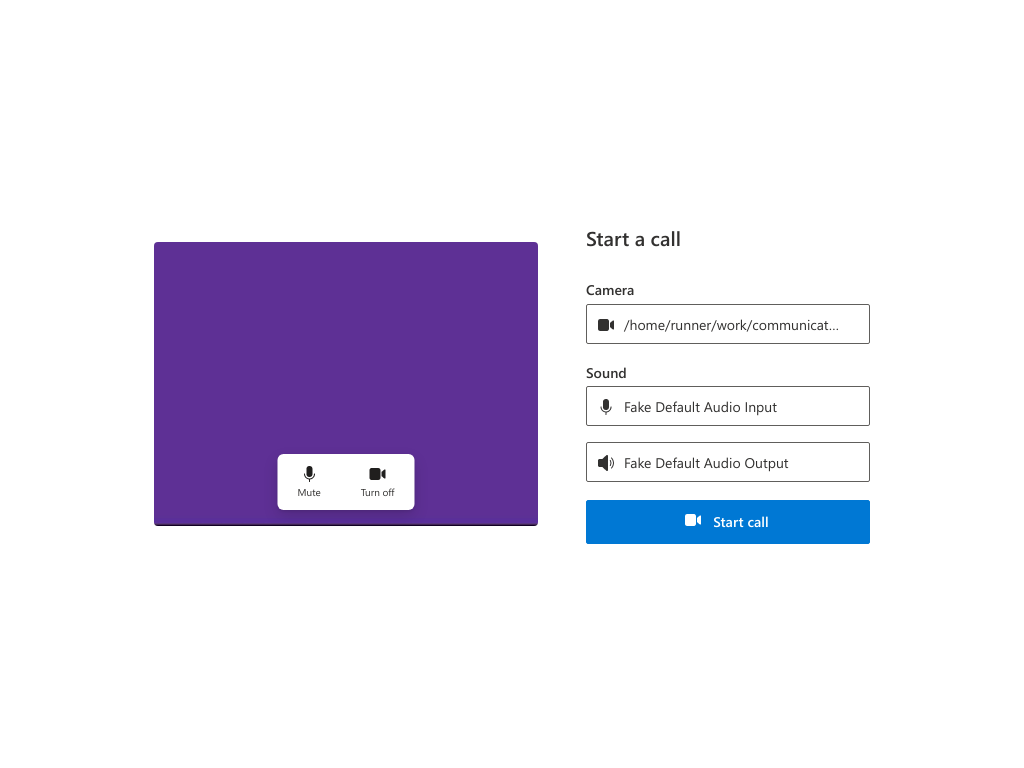 Start a call
Camera
/home/runner/work/communicat...
Sound
Fake Default Audio Input
Fake Default Audio Output
Start call
Mute
Turn off